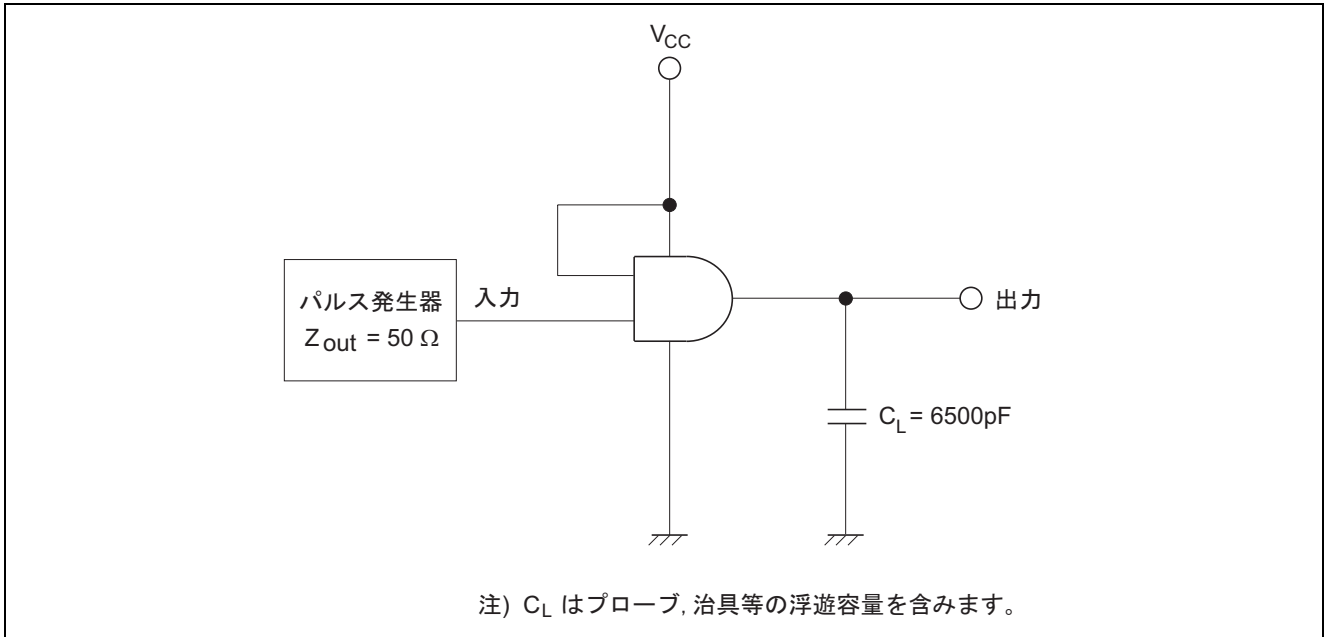 VCC
パルス発生器
Zout = 50 Ω
入力
出力
CL = 6500pF
注) CL はプローブ, 治具等の浮遊容量を含みます。